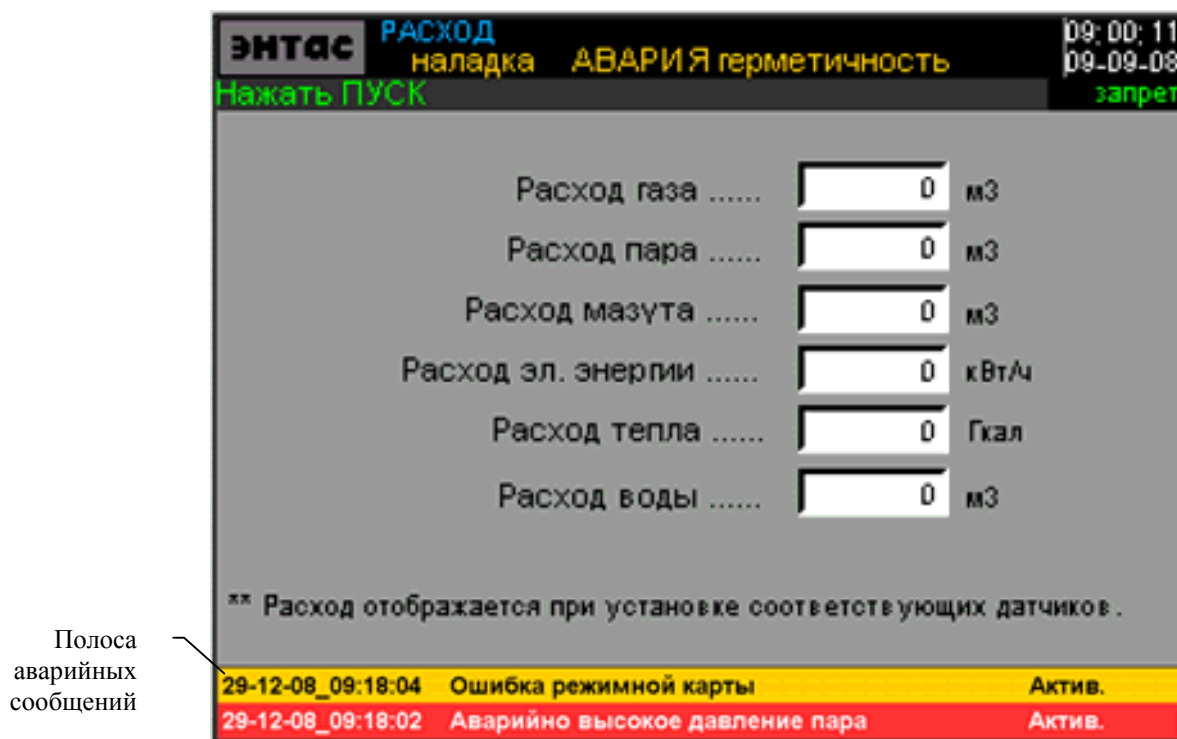 энтас РАСХОД 09:00:11
наладка АВАРИЯ герметичность 09-09-08
Нажать ПУСК запрет
Расход газа ...... 0 м3
Расход пара ...... 0 м3
Расход мазута ...... 0 м3
Расход эл. энергии ...... 0 кВт/ч
Расход тепла ...... 0 Гкал
Расход воды ...... 0 м3
** Расход отображается при установке соответствующих датчиков.
Полоса
аварийных
сообщений
29-12-08_09:18:04 Ошибка режимной карты Актив.
29-12-08_09:18:02 Аварийно высокое давление пара Актив.